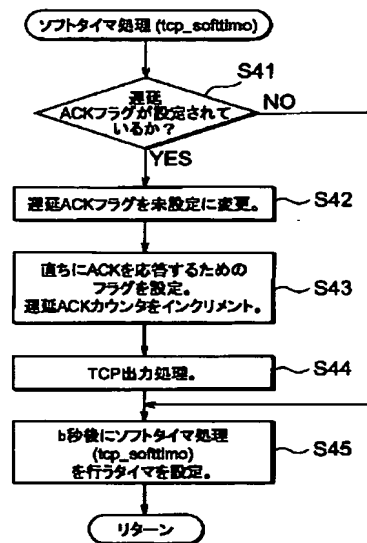 ソフトタイマ処理 (tcp_softtimo)
S41
遅延
ACKフラグが設定されて
いるか？
NO
YES
遅延ACKフラグを未設定に変更。
S42
直ちにACKを応答するための
フラグを設定。
遅延ACKカウンタをインクリメント。
S43
TCP出力処理。
S44
b秒後にソフトタイマ処理
(tcp_softtimo)
を行うタイマを設定。
S45
リターン